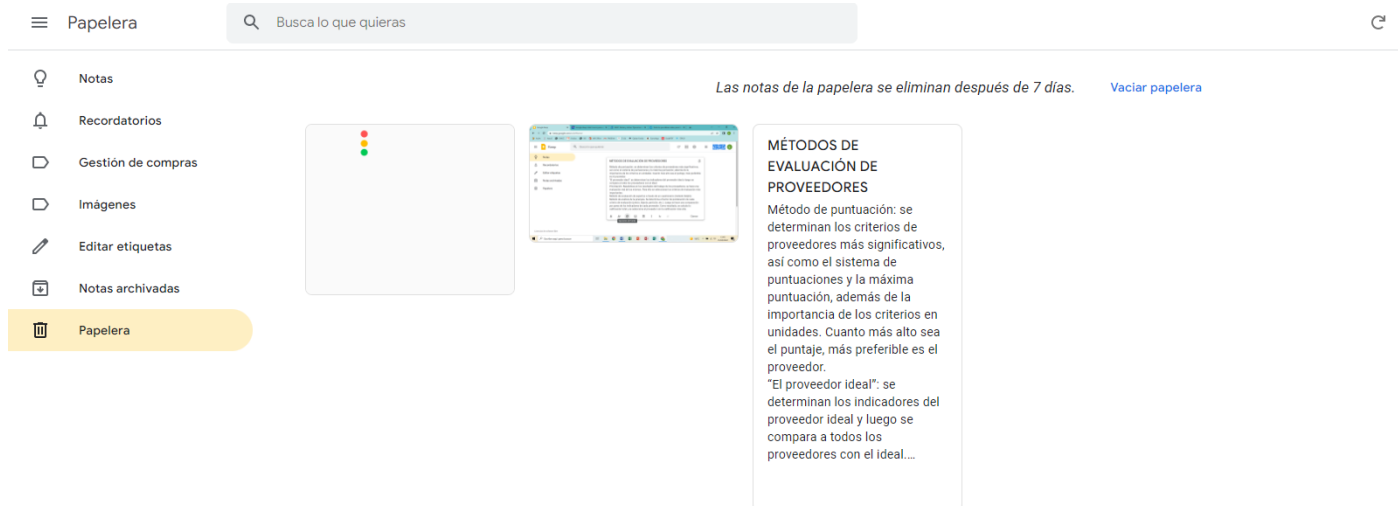 Papelera
Busca lo que quieras
Notas
Recordatorios
Gestión de compras
Imágenes
Editar etiquetas
Notas archivadas
Papelera
Las notas de la papelera se eliminan después de 7 días.
Vaciar papelera
MÉTODOS DE
EVALUACIÓN DE
PROVEEDORES
Método de puntuación: se
determinan los criterios de
proveedores más significativos,
así como el sistema de
puntuaciones y la máxima
puntuación, además de la
importancia de los criterios en
unidades. Cuanto más alto sea
el puntaje, más preferible es el
proveedor.
“El proveedor ideal”: se
determinan los indicadores del
proveedor ideal y luego se
compara a todos los
proveedores con el ideal.…